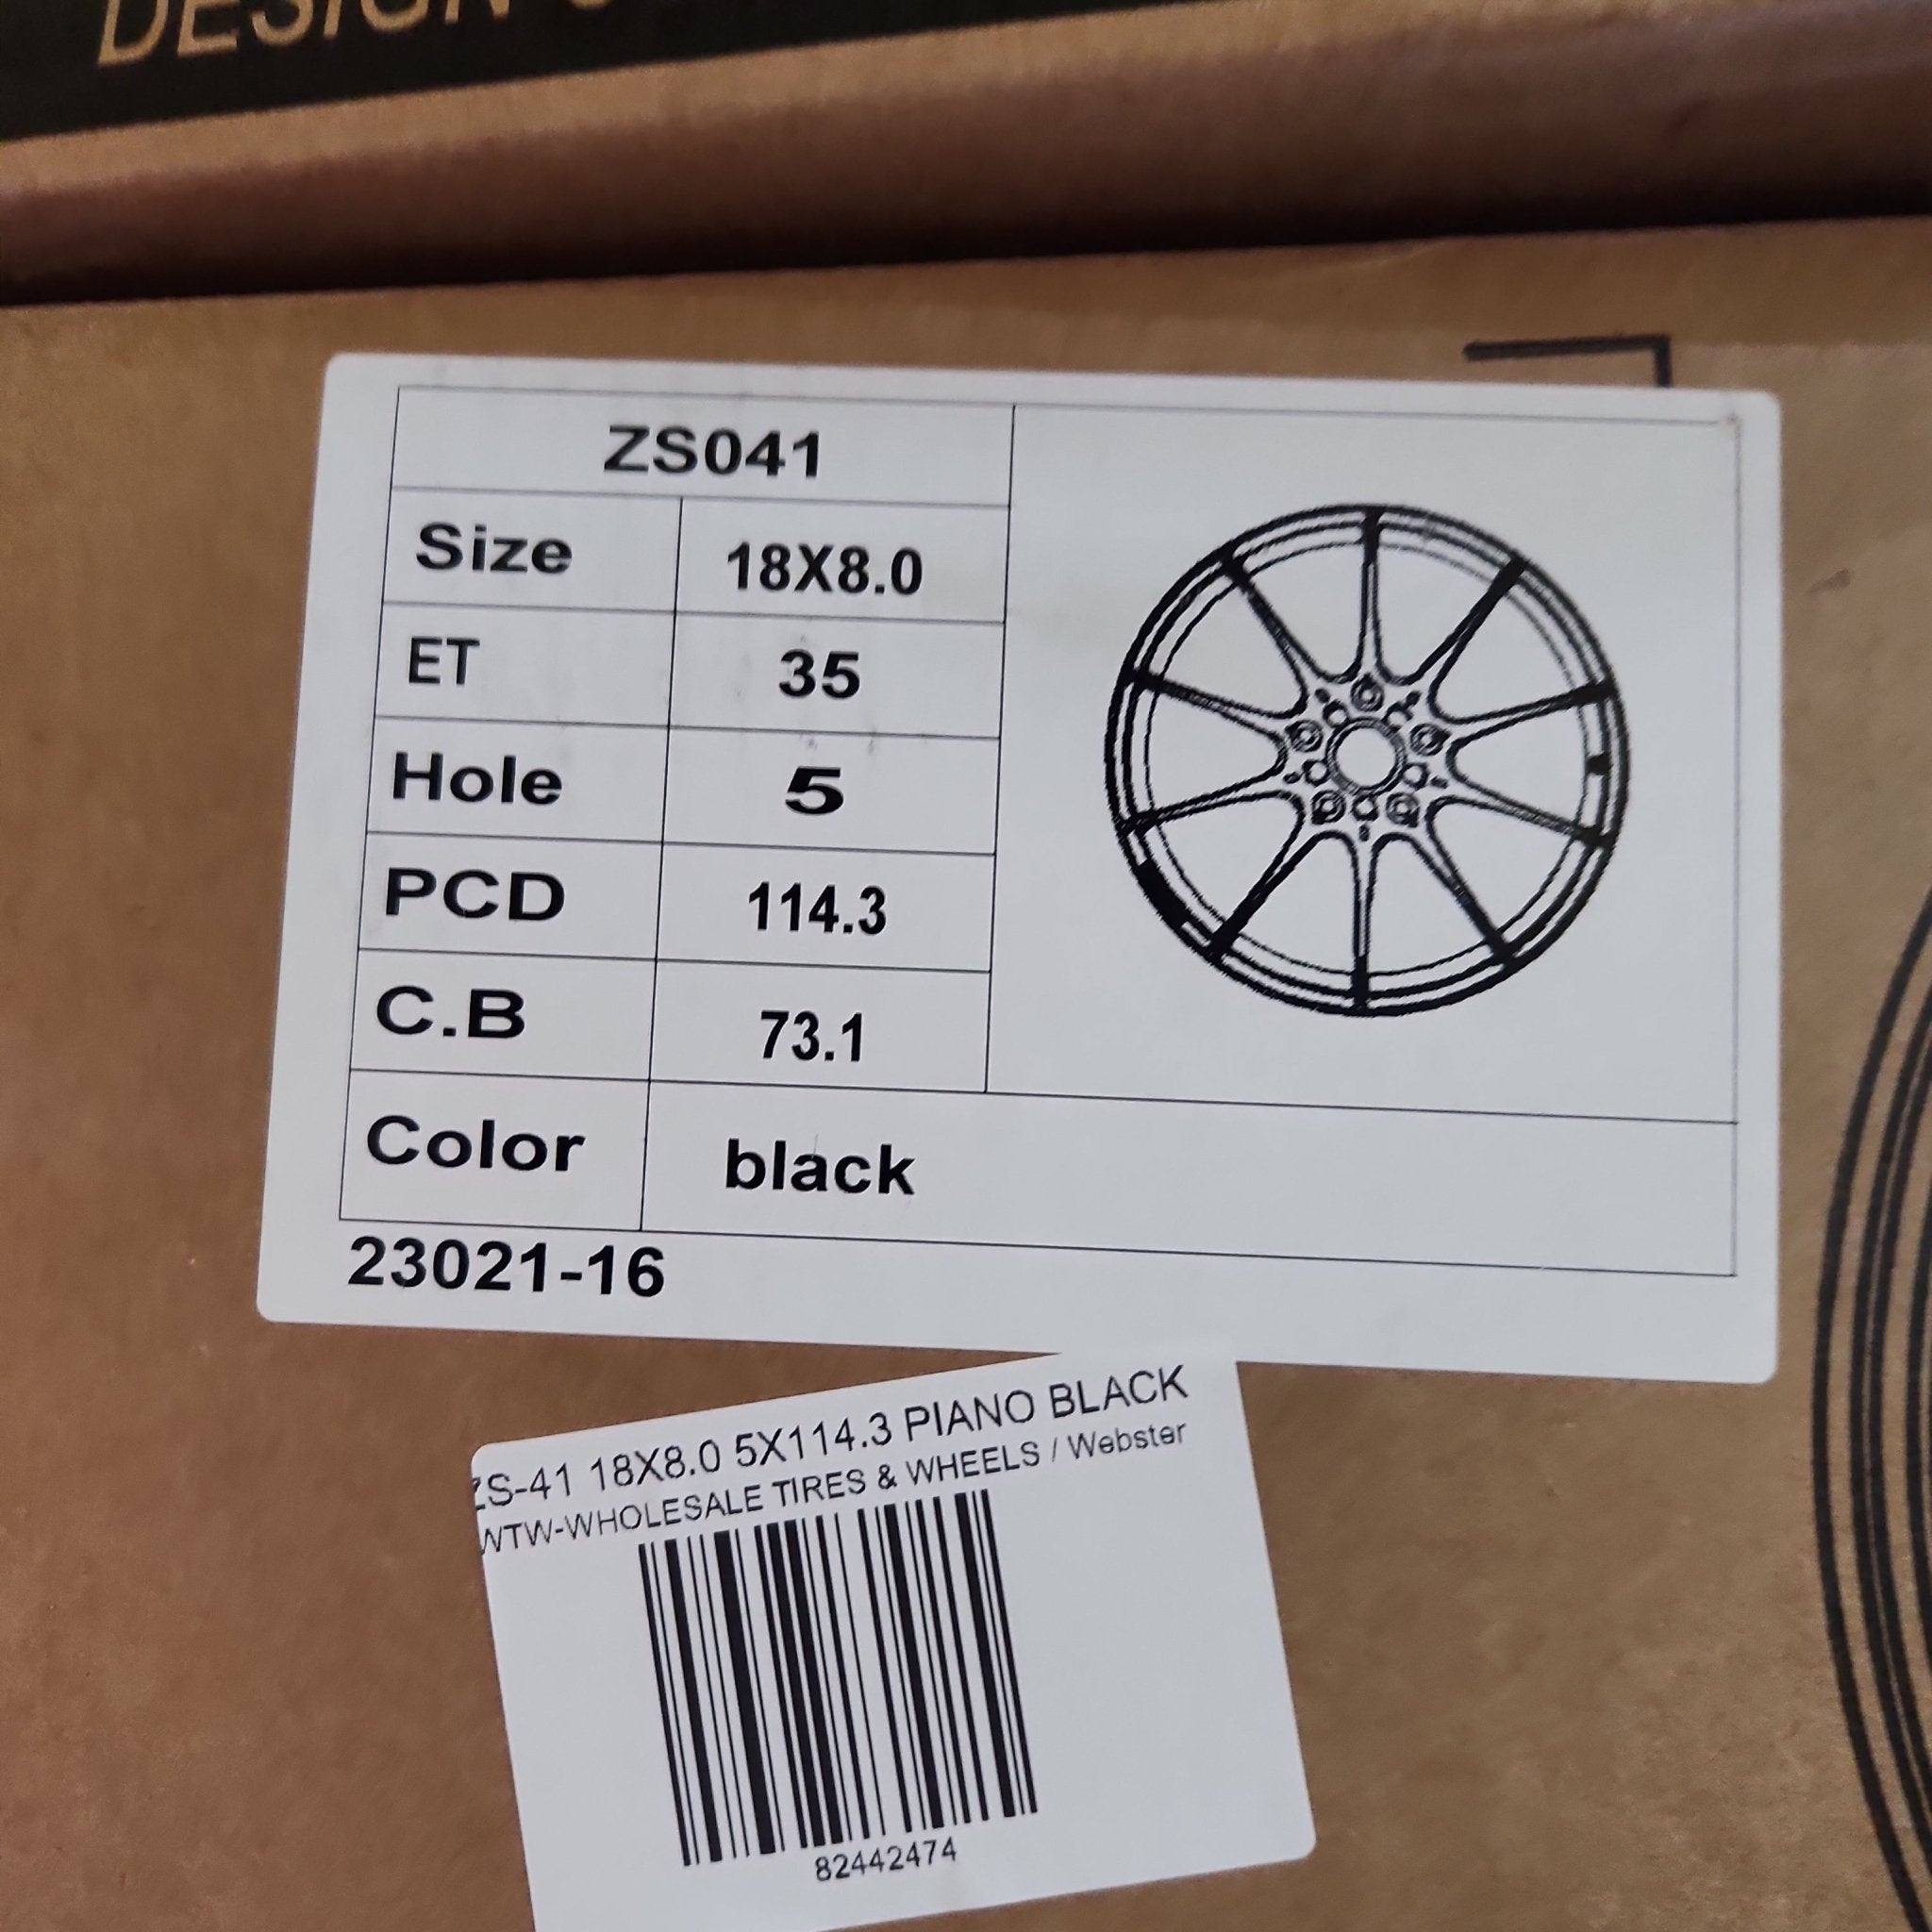 DESIGN
ZS041
Size 18X8.0
ET 35
Hole 5
PCD 114.3
C.B 73.1
Color black
23021-16
ZS-41 18X8.0 5X114.3 PIANO BLACK
WTW-WHOLESALE TIRES & WHEELS / Webster
82442474